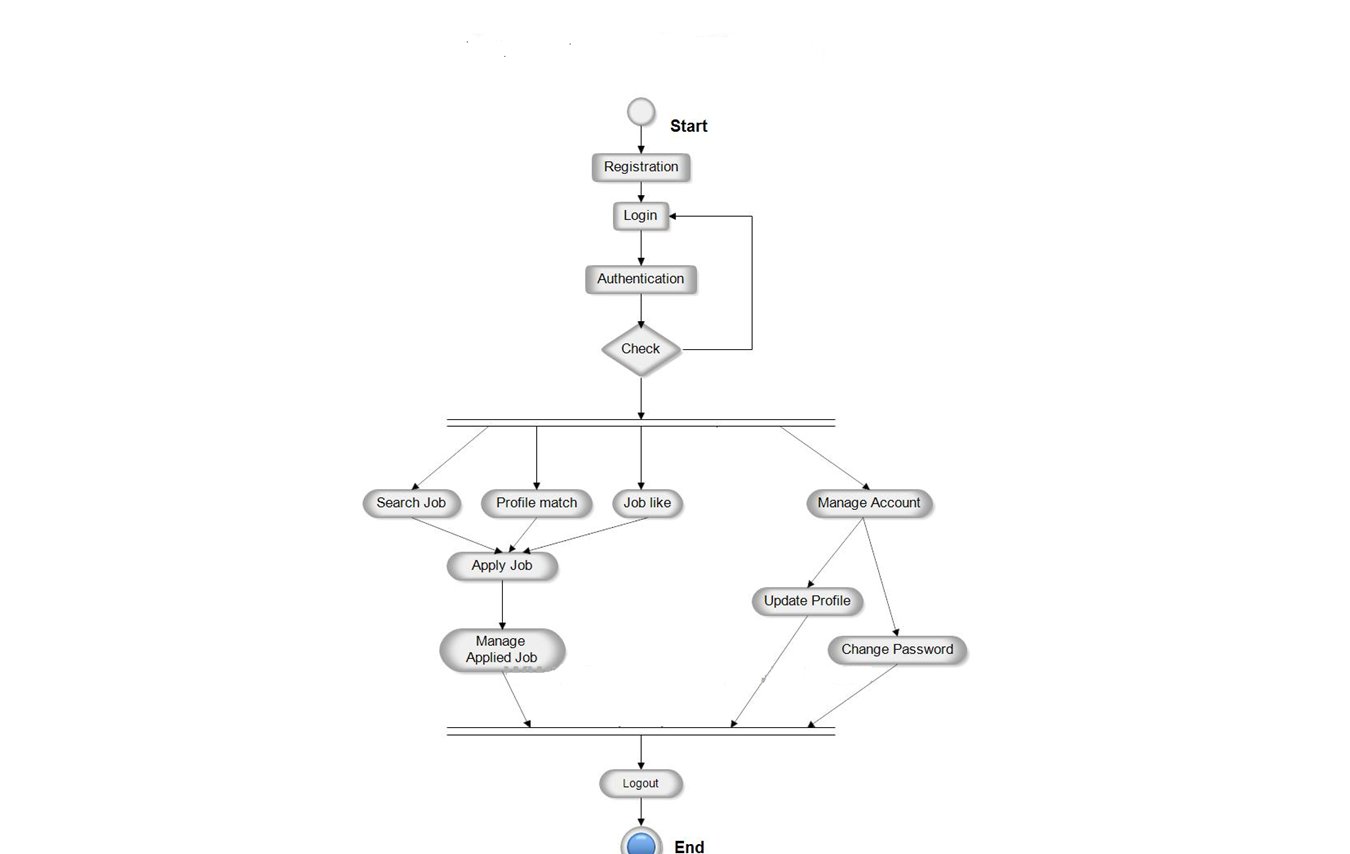 Start
Registration
Login
Authentication
Check
Search Job
Profile match
Job like
Manage Account
Apply Job
Update Profile
Manage
Applied Job
Change Password
Logout
End